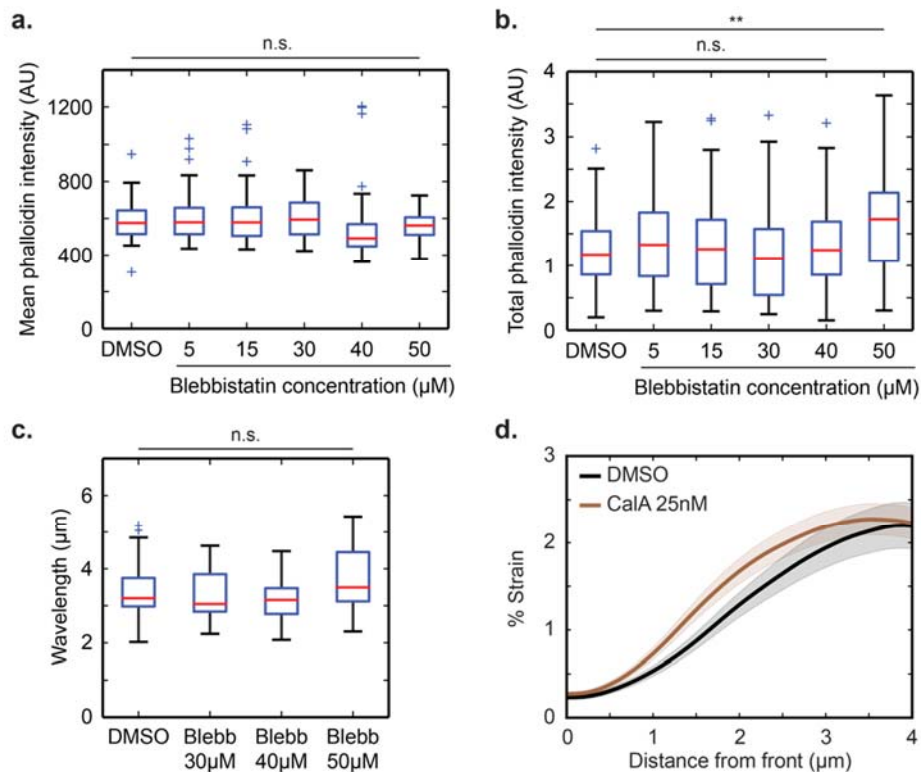 a.
n.s.
Mean phalloidin intensity (AU)
1200
800
400
0
DMSO 5 15 30 40 50
Blebbistatin concentration (µM)
b.
**
n.s.
Total phalloidin intensity (AU)
4
3
2
1
0
DMSO 5 15 30 40 50
Blebbistatin concentration (µM)
c.
n.s.
Wavelength (µm)
6
4
2
0
DMSO Blebb Blebb Blebb
30µM 40µM 50µM
d.
DMSO
CalA 25nM
% Strain
3
2
1
0
0 1 2 3 4
Distance from front (µm)